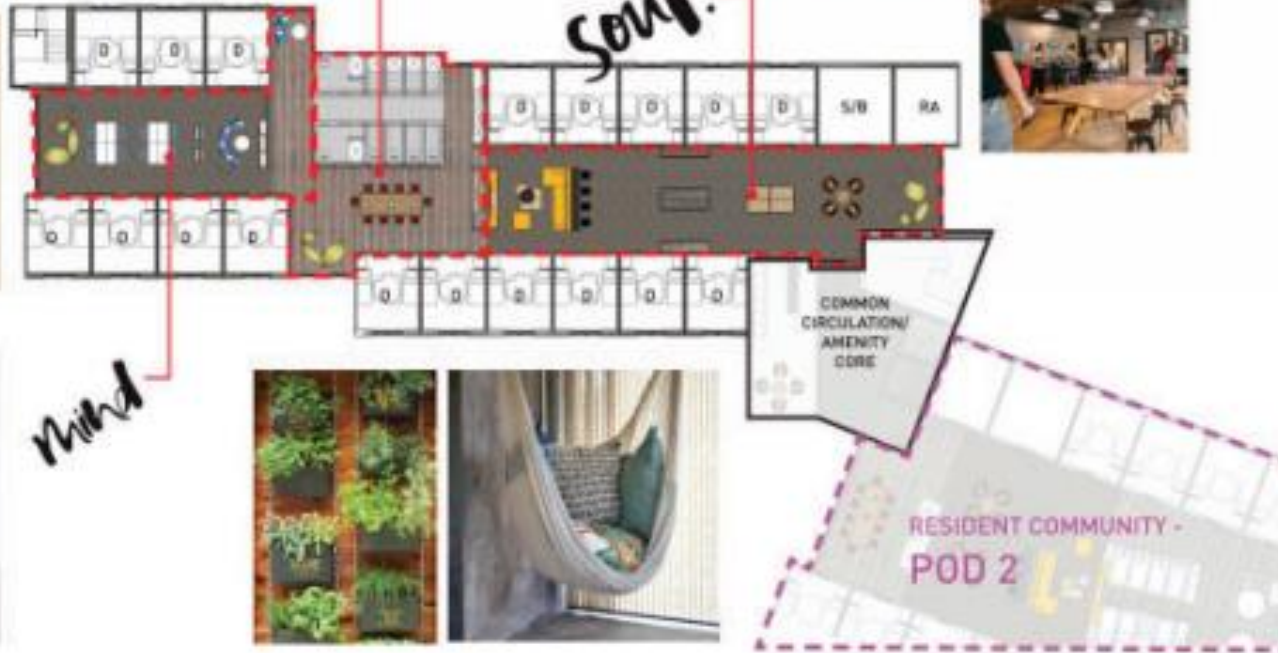 soul.
D D D
D D D D D S/B RA
D D D D
D D D D D D
COMMON
CIRCULATION/
AMENITY
CORE
mind
RESIDENT COMMUNITY -
POD 2